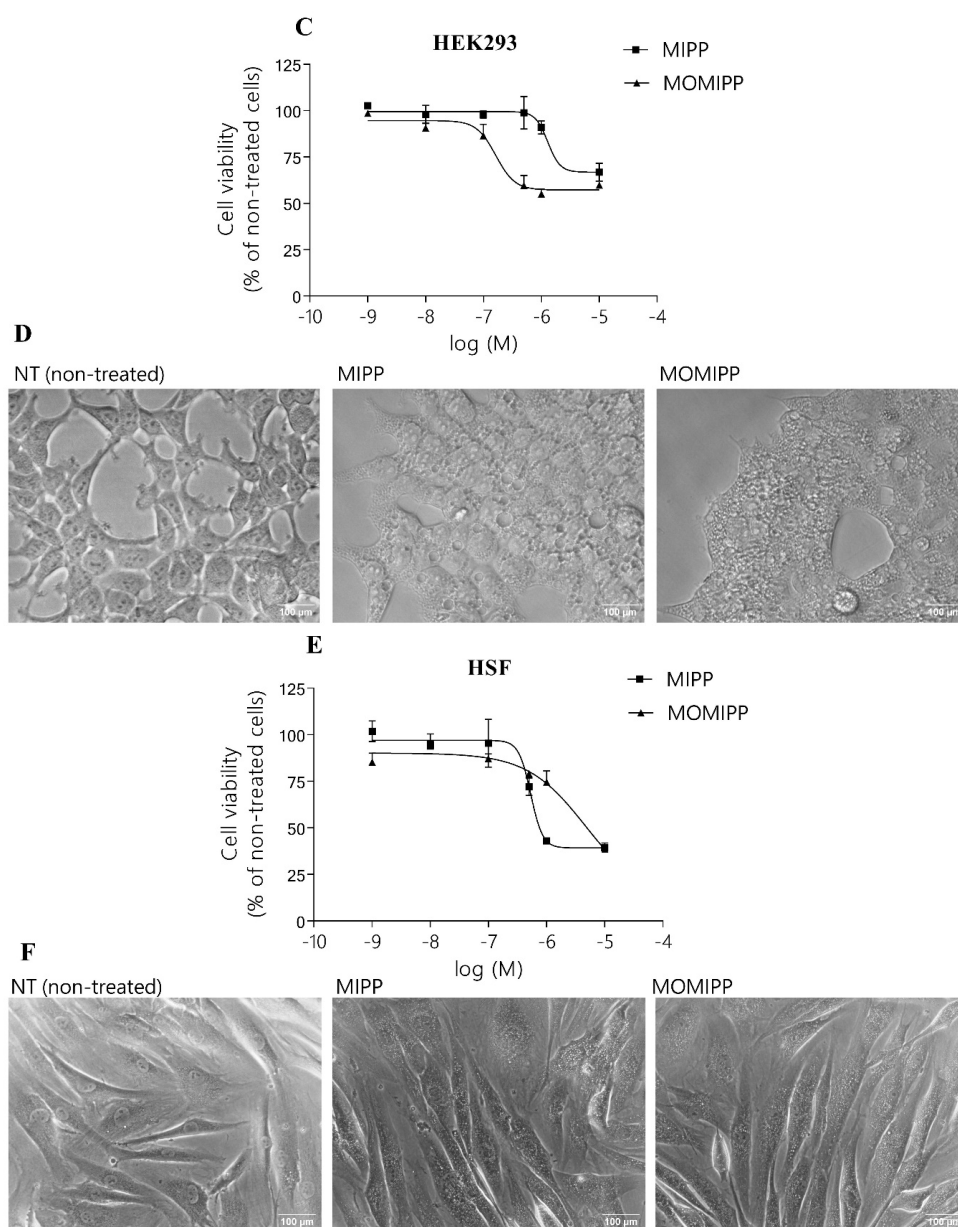 C
HEK293
MIPP
MOMIPP
Cell viability
(% of non-treated cells)
125
100
75
50
25
0
-10 -9 -8 -7 -6 -5 -4
log (M)
D
NT (non-treated)
MIPP
MOMIPP
100 µm
100 µm
100 µm
E
HSF
MIPP
MOMIPP
Cell viability
(% of non-treated cells)
125
100
75
50
25
0
-10 -9 -8 -7 -6 -5 -4
log (M)
F
NT (non-treated)
MIPP
MOMIPP
100 µm
100 µm
100 µm